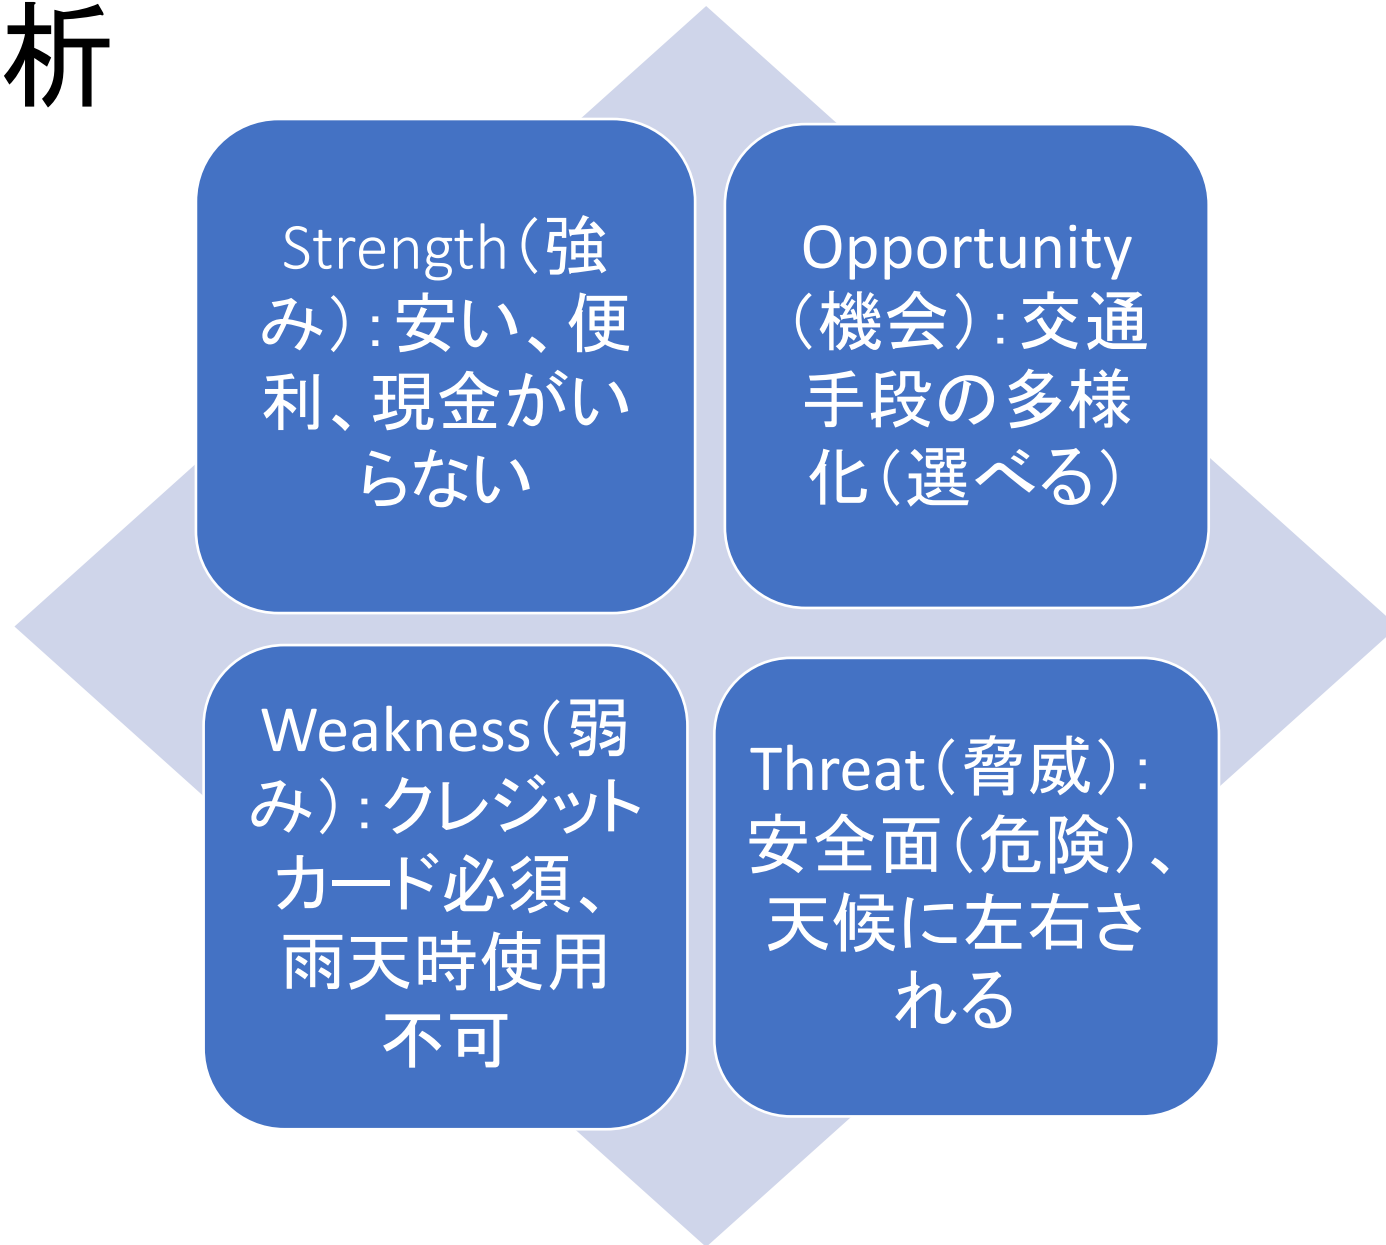 析
Strength（強
み）：安い、便
利、現金がい
らない
Opportunity
（機会）：交通
手段の多様
化（選べる）
Weakness（弱
み）：クレジット
カード必須、
雨天時使用
不可
Threat（脅威）：
安全面（危険）、
天候に左右さ
れる